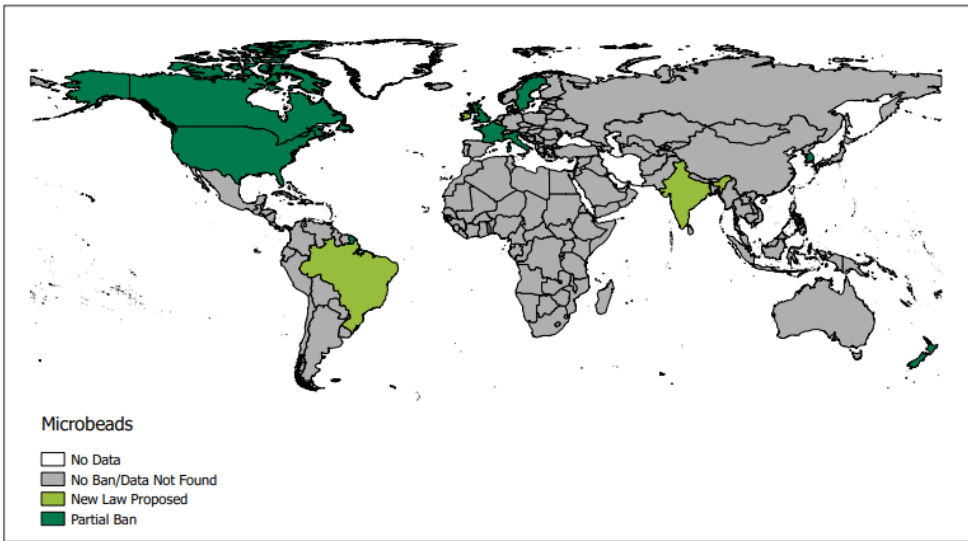 Microbeads
No Data
No Ban/Data Not Found
New Law Proposed
Partial Ban